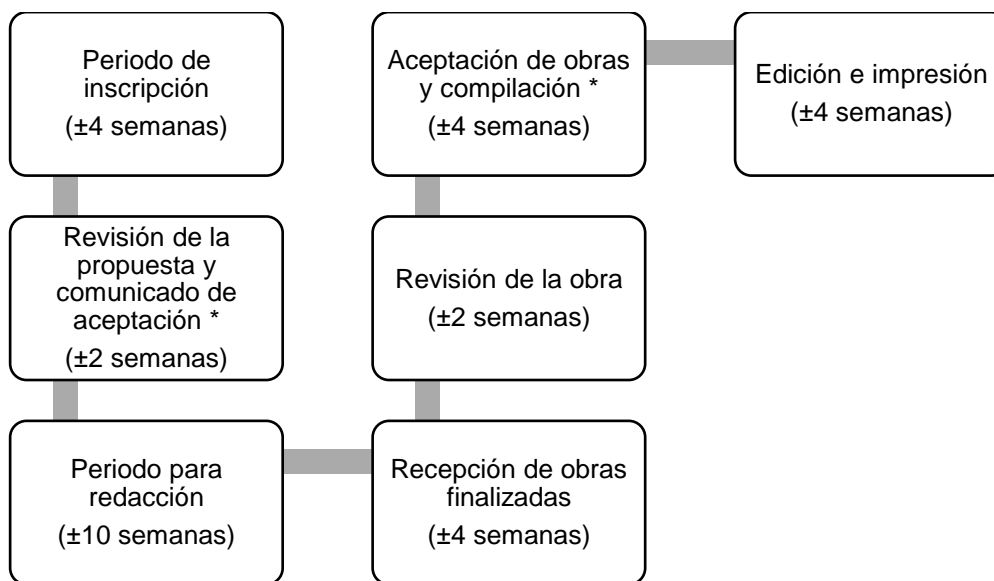 Periodo de
inscripción
(±4 semanas)
Revisión de la
propuesta y
comunicado de
aceptación *
(±2 semanas)
Periodo para
redacción
(±10 semanas)
Recepción de obras
finalizadas
(±4 semanas)
Revisión de la obra
(±2 semanas)
Aceptación de obras
y compilación *
(±4 semanas)
Edición e impresión
(±4 semanas)